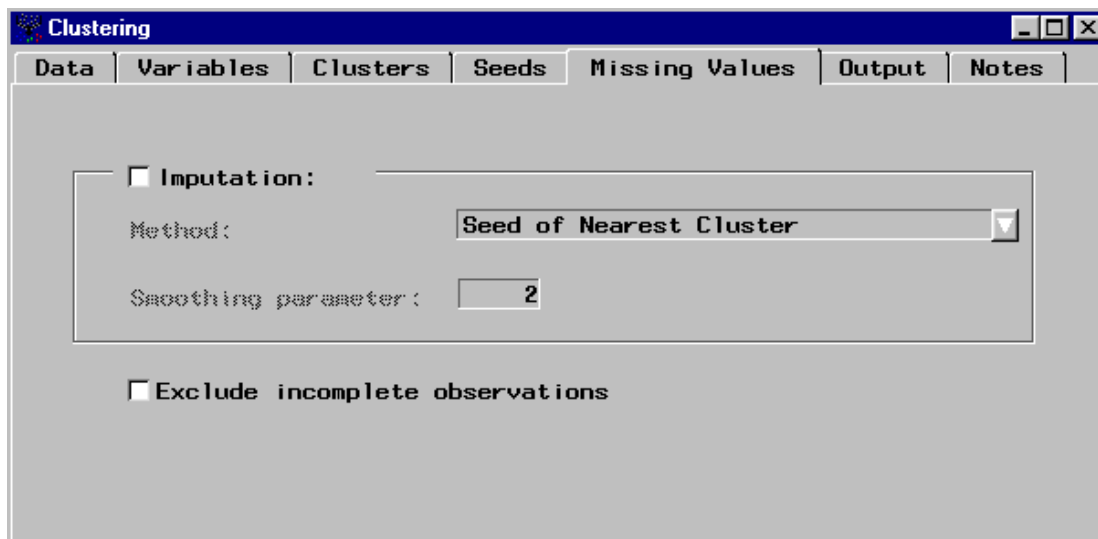 Clustering
Data Variables Clusters Seeds Missing Values Output Notes
Imputation:
Method: Seed of Nearest Cluster
Smoothing parameter: 2
Exclude incomplete observations